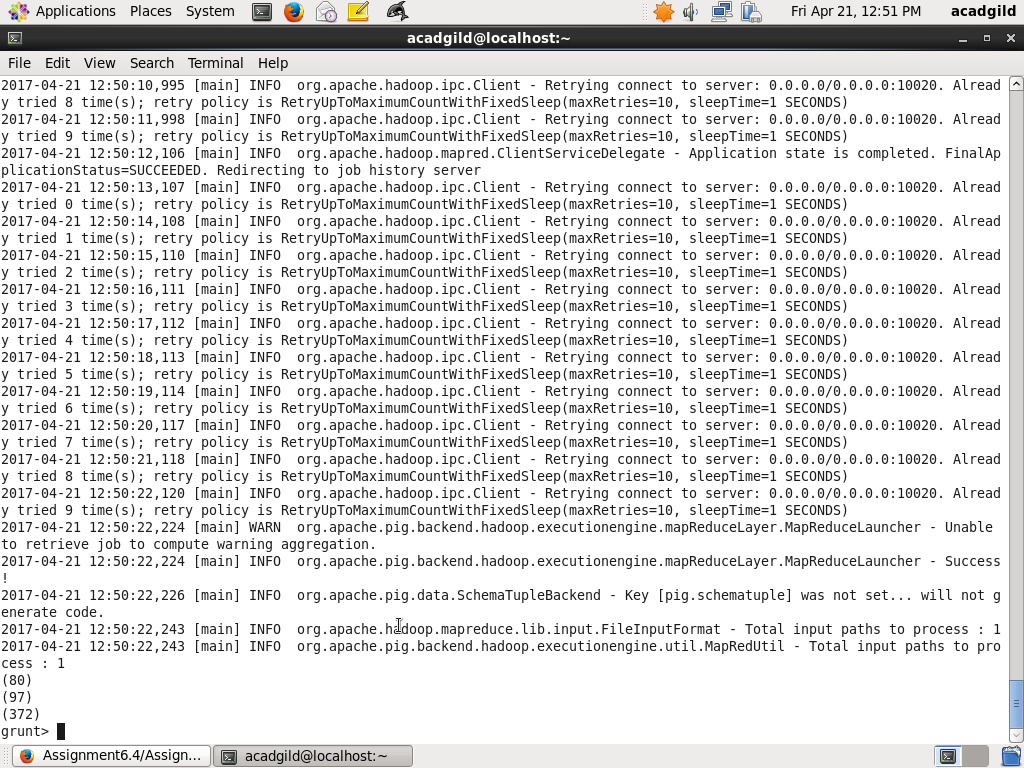 Applications Places System Fri Apr 21, 12:51 PM acadgild
acadgild@localhost:~
File Edit View Search Terminal Help
2017-04-21 12:50:10,995 [main] INFO  org.apache.hadoop.ipc.Client - Retrying connect to server: 0.0.0.0/0.0.0.0:10020. Alread
y tried 8 time(s); retry policy is RetryUpToMaximumCountWithFixedSleep(maxRetries=10, sleepTime=1 SECONDS)
2017-04-21 12:50:11,998 [main] INFO  org.apache.hadoop.ipc.Client - Retrying connect to server: 0.0.0.0/0.0.0.0:10020. Alread
y tried 9 time(s); retry policy is RetryUpToMaximumCountWithFixedSleep(maxRetries=10, sleepTime=1 SECONDS)
2017-04-21 12:50:12,106 [main] INFO  org.apache.hadoop.mapred.ClientServiceDelegate - Application state is completed. FinalAp
plicationStatus=SUCCEEDED. Redirecting to job history server
2017-04-21 12:50:13,107 [main] INFO  org.apache.hadoop.ipc.Client - Retrying connect to server: 0.0.0.0/0.0.0.0:10020. Alread
y tried 0 time(s); retry policy is RetryUpToMaximumCountWithFixedSleep(maxRetries=10, sleepTime=1 SECONDS)
2017-04-21 12:50:14,108 [main] INFO  org.apache.hadoop.ipc.Client - Retrying connect to server: 0.0.0.0/0.0.0.0:10020. Alread
y tried 1 time(s); retry policy is RetryUpToMaximumCountWithFixedSleep(maxRetries=10, sleepTime=1 SECONDS)
2017-04-21 12:50:15,110 [main] INFO  org.apache.hadoop.ipc.Client - Retrying connect to server: 0.0.0.0/0.0.0.0:10020. Alread
y tried 2 time(s); retry policy is RetryUpToMaximumCountWithFixedSleep(maxRetries=10, sleepTime=1 SECONDS)
2017-04-21 12:50:16,111 [main] INFO  org.apache.hadoop.ipc.Client - Retrying connect to server: 0.0.0.0/0.0.0.0:10020. Alread
y tried 3 time(s); retry policy is RetryUpToMaximumCountWithFixedSleep(maxRetries=10, sleepTime=1 SECONDS)
2017-04-21 12:50:17,112 [main] INFO  org.apache.hadoop.ipc.Client - Retrying connect to server: 0.0.0.0/0.0.0.0:10020. Alread
y tried 4 time(s); retry policy is RetryUpToMaximumCountWithFixedSleep(maxRetries=10, sleepTime=1 SECONDS)
2017-04-21 12:50:18,113 [main] INFO  org.apache.hadoop.ipc.Client - Retrying connect to server: 0.0.0.0/0.0.0.0:10020. Alread
y tried 5 time(s); retry policy is RetryUpToMaximumCountWithFixedSleep(maxRetries=10, sleepTime=1 SECONDS)
2017-04-21 12:50:19,114 [main] INFO  org.apache.hadoop.ipc.Client - Retrying connect to server: 0.0.0.0/0.0.0.0:10020. Alread
y tried 6 time(s); retry policy is RetryUpToMaximumCountWithFixedSleep(maxRetries=10, sleepTime=1 SECONDS)
2017-04-21 12:50:20,117 [main] INFO  org.apache.hadoop.ipc.Client - Retrying connect to server: 0.0.0.0/0.0.0.0:10020. Alread
y tried 7 time(s); retry policy is RetryUpToMaximumCountWithFixedSleep(maxRetries=10, sleepTime=1 SECONDS)
2017-04-21 12:50:21,118 [main] INFO  org.apache.hadoop.ipc.Client - Retrying connect to server: 0.0.0.0/0.0.0.0:10020. Alread
y tried 8 time(s); retry policy is RetryUpToMaximumCountWithFixedSleep(maxRetries=10, sleepTime=1 SECONDS)
2017-04-21 12:50:22,120 [main] INFO  org.apache.hadoop.ipc.Client - Retrying connect to server: 0.0.0.0/0.0.0.0:10020. Alread
y tried 9 time(s); retry policy is RetryUpToMaximumCountWithFixedSleep(maxRetries=10, sleepTime=1 SECONDS)
2017-04-21 12:50:22,224 [main] WARN  org.apache.pig.backend.hadoop.executionengine.mapReduceLayer.MapReduceLauncher - Unable
to retrieve job to compute warning aggregation.
2017-04-21 12:50:22,224 [main] INFO  org.apache.pig.backend.hadoop.executionengine.mapReduceLayer.MapReduceLauncher - Success
!
2017-04-21 12:50:22,226 [main] INFO  org.apache.pig.data.SchemaTupleBackend - Key [pig.schematuple] was not set... will not g
enerate code.
2017-04-21 12:50:22,243 [main] INFO  org.apache.hadoop.mapreduce.lib.input.FileInputFormat - Total input paths to process : 1
2017-04-21 12:50:22,243 [main] INFO  org.apache.pig.backend.hadoop.executionengine.util.MapRedUtil - Total input paths to pro
cess : 1
(80)
(97)
(372)
grunt>
Assignment6.4/Assign... acadgild@localhost:~